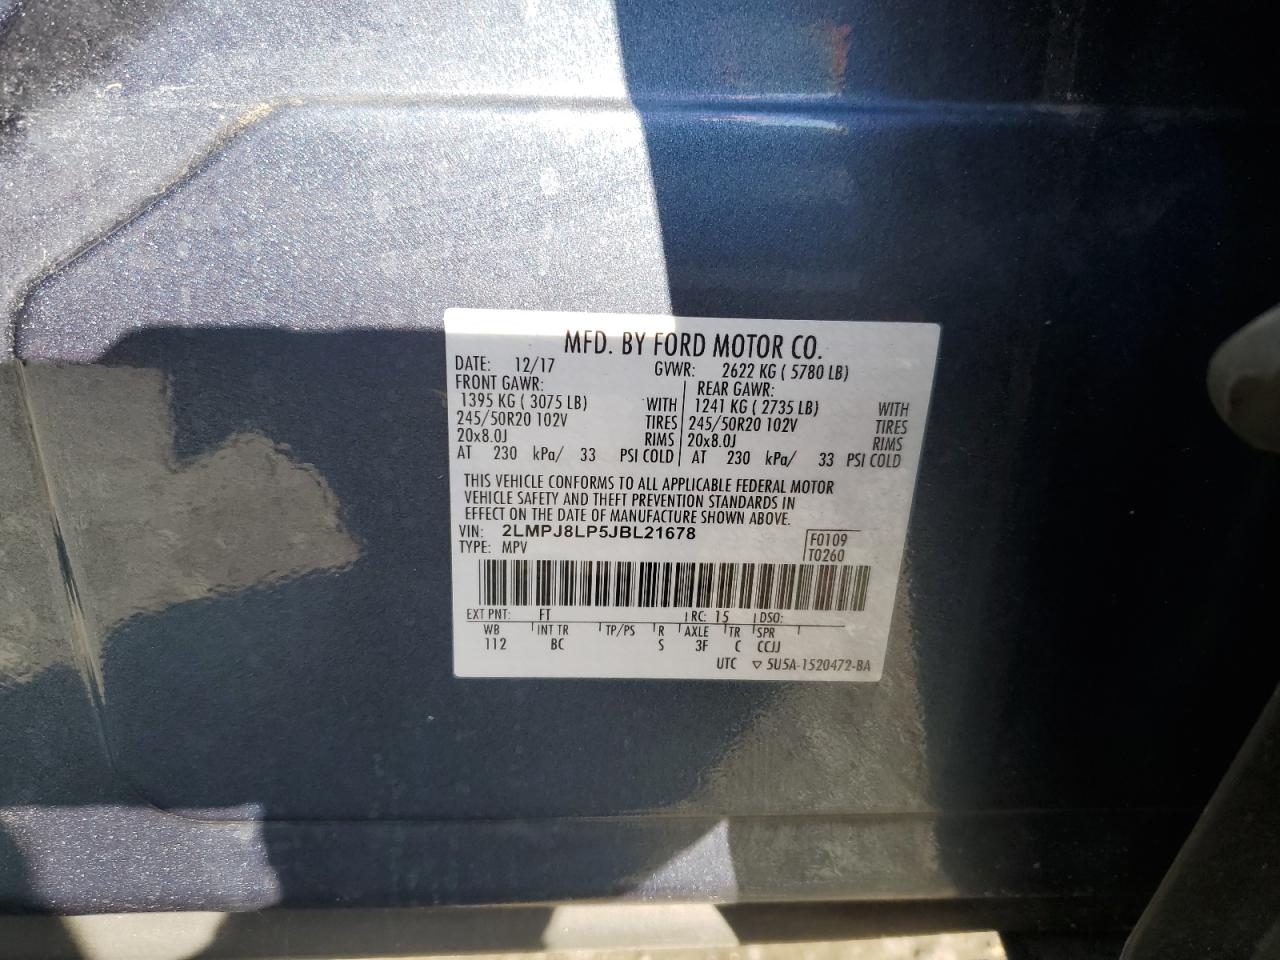 MFD. BY FORD MOTOR CO.
DATE: 12/17 GVWR: 2622 KG ( 5780 LB)
FRONT GAWR: REAR GAWR:
1395 KG ( 3075 LB) WITH 1241 KG ( 2735 LB) WITH
245/50R20 102V TIRES 245/50R20 102V TIRES
20x8.0J RIMS 20x8.0J RIMS
AT 230 kPa/ 33 PSI COLD AT 230 kPa/ 33 PSI COLD
THIS VEHICLE CONFORMS TO ALL APPLICABLE FEDERAL MOTOR
VEHICLE SAFETY AND THEFT PREVENTION STANDARDS IN
EFFECT ON THE DATE OF MANUFACTURE SHOWN ABOVE.
VIN: 2LMPJ8LP5JBL21678 F0109
TYPE: MPV T0260
EXT PNT: FT RC: 15 DSO:
WB INT TR TP/PS R AXLE TR SPR
112 BC S 3F C CCJJ
UTC ▽ 5U5A-1520472-BA